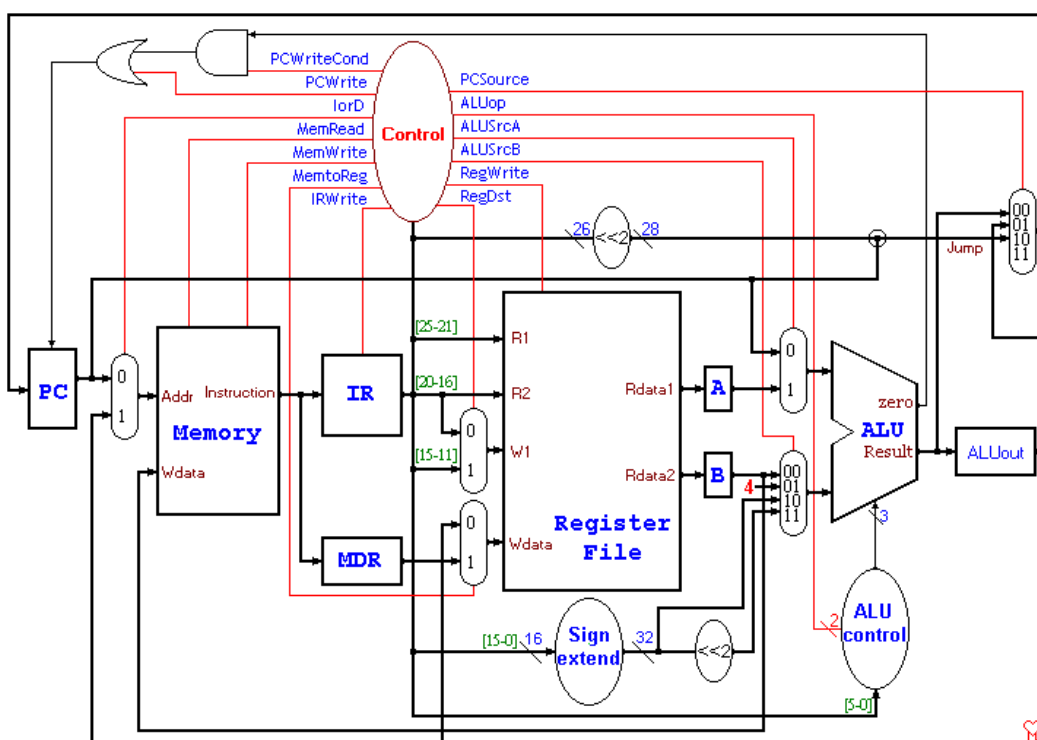 PCWriteCond
PCWrite
IorD
MemRead
MemWrite
MemtoReg
IRWrite
Control
PCSource
ALUop
ALUSrcA
ALUSrcB
RegWrite
RegDst
26
<<2
28
Jump
00
01
10
11
PC
0
1
Addr
Instruction
Memory
Wdata
IR
MDR
[25-21]
[20-16]
[15-11]
0
1
0
1
R1
R2
W1
Wdata
Rdata1
Rdata2
Register
File
A
B
0
1
4
00
01
10
11
zero
ALU
Result
ALUout
3
ALU
control
2
[15-0]
16
Sign
extend
32
<<2
[5-0]
M